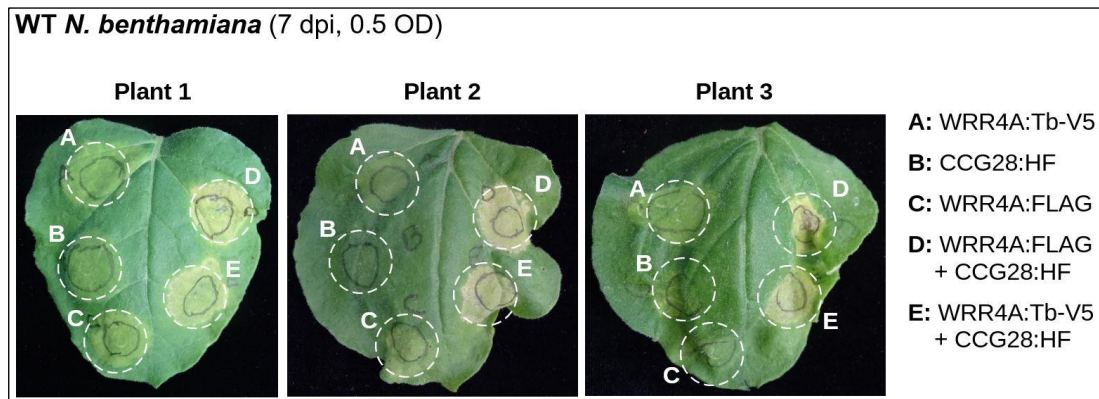 WT N. benthamiana (7 dpi, 0.5 OD)
Plant 1
Plant 2
Plant 3
A
B
C
D
E
A
B
C
D
E
A
B
C
D
E
A: WRR4A:Tb-V5
B: CCG28:HF
C: WRR4A:FLAG
D: WRR4A:FLAG
+ CCG28:HF
E: WRR4A:Tb-V5
+ CCG28:HF